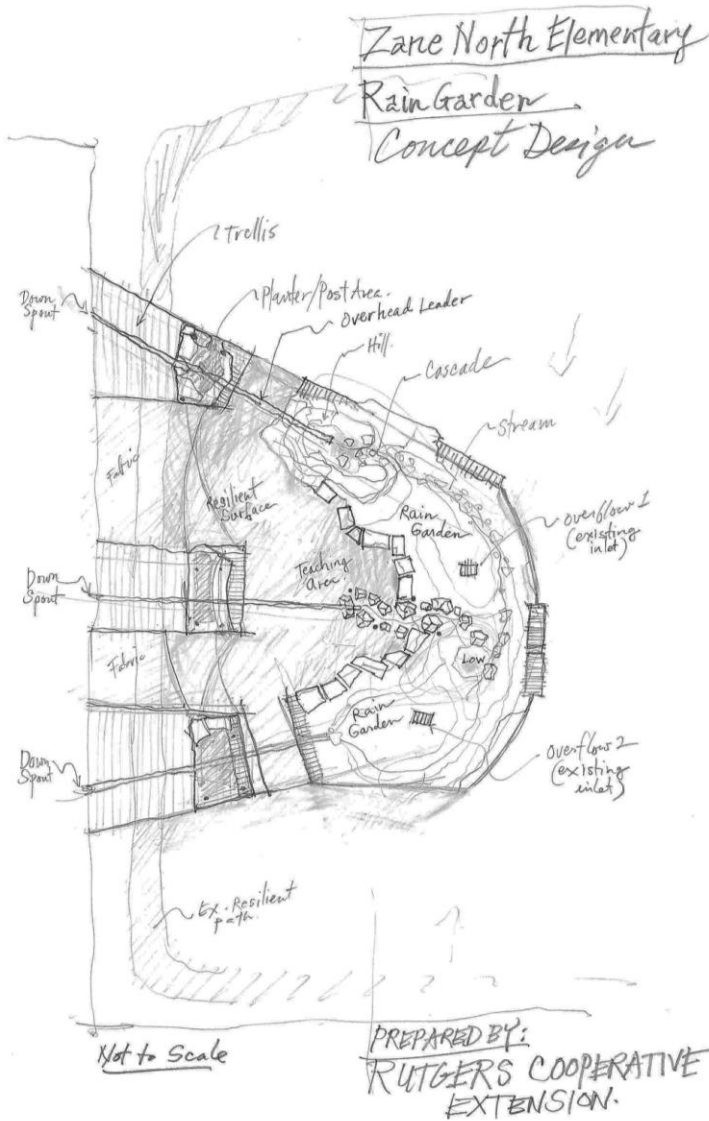 Zane North Elementary
Rain Garden
Concept Design
Trellis
Down
Spout
Planter/Post Area.
Overhead Leader
Hill.
Cascade
Stream
Fabric
Resilient
Surface
Rain
Garden
overflow 1
(existing
inlet)
Teaching
Area.
Down
Spout
Low
Fabric
Rain
Garden
Down
Spout
overflow 2
(existing
inlet)
Ex. Resilient
path.
Not to Scale
PREPARED BY:
RUTGERS COOPERATIVE
EXTENSION.